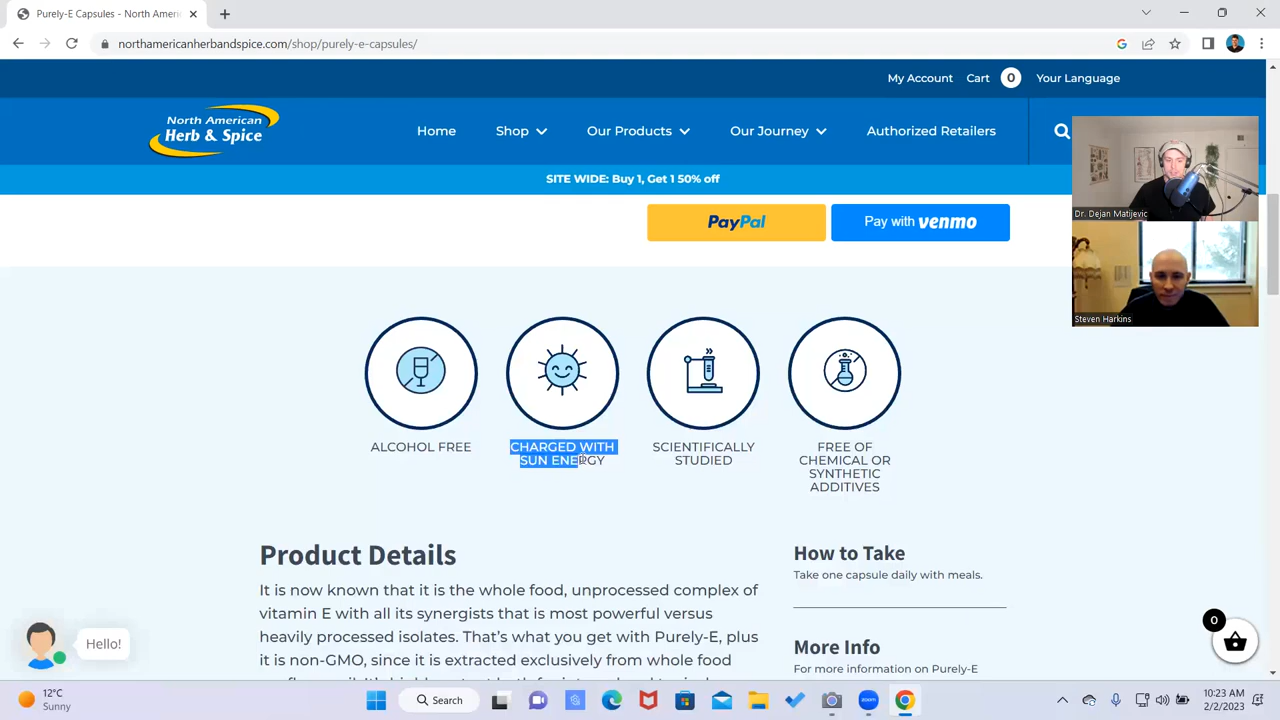 Purely-E Capsules - North Americ
northamericanherbandspice.com/shop/purely-e-capsules/
My Account Cart 0 Your Language
North American
Herb & Spice
Home Shop Our Products Our Journey Authorized Retailers
SITE WIDE: Buy 1, Get 1 50% off
PayPal Pay with venmo
Dr. Dejan Matijevic
Steven Harkins
ALCOHOL FREE
CHARGED WITH
SUN ENERGY
SCIENTIFICALLY
STUDIED
FREE OF
CHEMICAL OR
SYNTHETIC
ADDITIVES
Product Details
It is now known that it is the whole food, unprocessed complex of
vitamin E with all its synergists that is most powerful versus
heavily processed isolates. That's what you get with Purely-E, plus
it is non-GMO, since it is extracted exclusively from whole food
How to Take
Take one capsule daily with meals.
More Info
For more information on Purely-E
Hello!
0
12°C
Sunny
Search
zoom
10:23 AM
2/2/2023